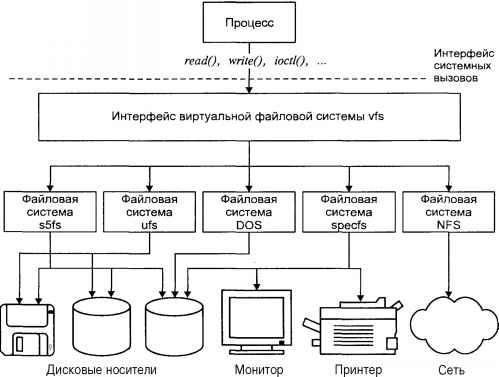 Процесс
read(), write(), ioctl(), ...
Интерфейс
системных
вызовов
Интерфейс виртуальной файловой системы vfs
Файловая
система
s5fs
Файловая
система
ufs
Файловая
система
DOS
Файловая
система
specfs
Файловая
система
NFS
Дисковые носители
Монитор
Принтер
Сеть